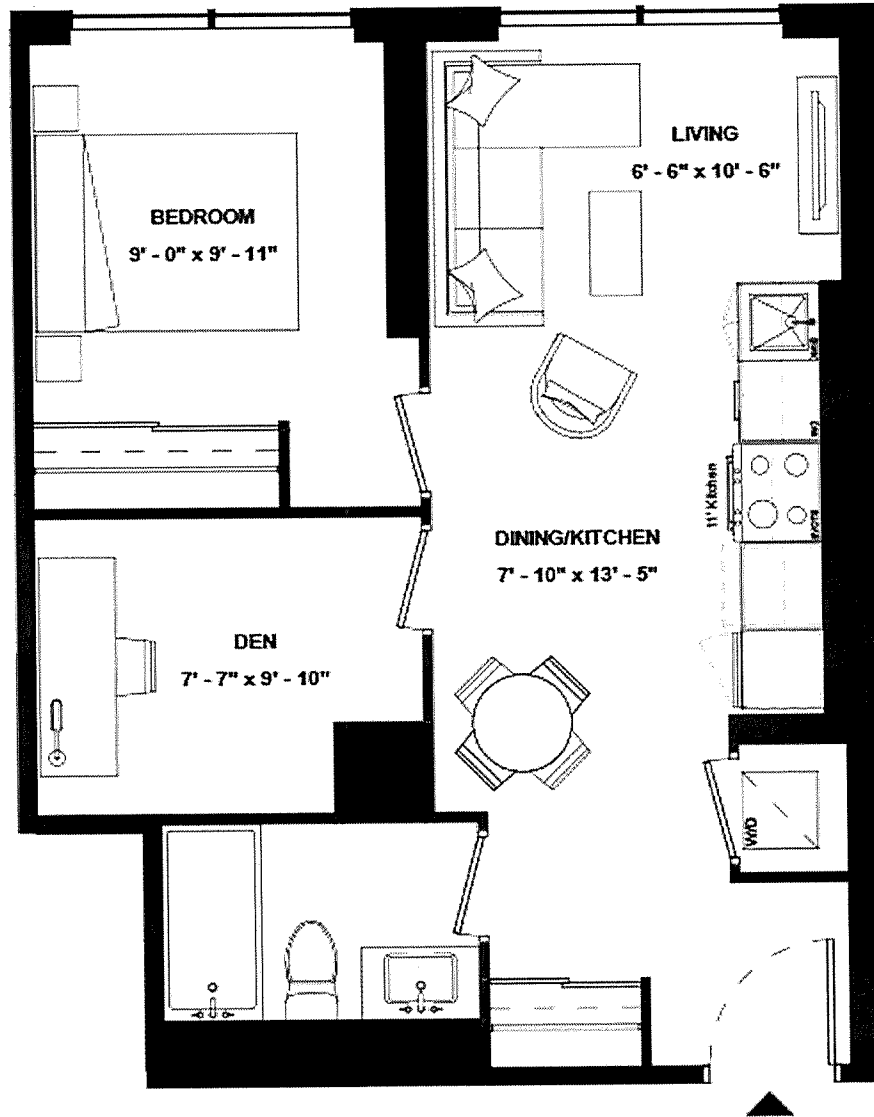 LIVING
6' - 6" x 10' - 6"
BEDROOM
9' - 0" x 9' - 11"
11' Kitchen
DINING/KITCHEN
7' - 10" x 13' - 5"
DEN
7' - 7" x 9' - 10"
W/D